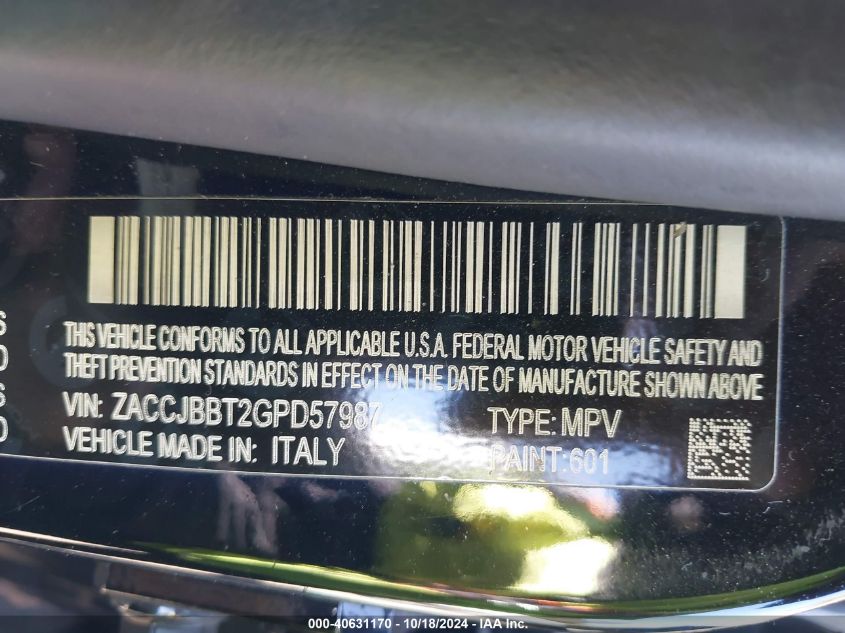 THIS VEHICLE CONFORMS TO ALL APPLICABLE U.S.A. FEDERAL MOTOR VEHICLE SAFETY AND
THEFT PREVENTION STANDARDS IN EFFECT ON THE DATE OF MANUFACTURE SHOWN ABOVE
VIN: ZACCJBBT2GPD57987 TYPE: MPV
VEHICLE MADE IN: ITALY PAINT: 601
S
D
S
D
000-40631170 - 10/18/2024 - IAA Inc.